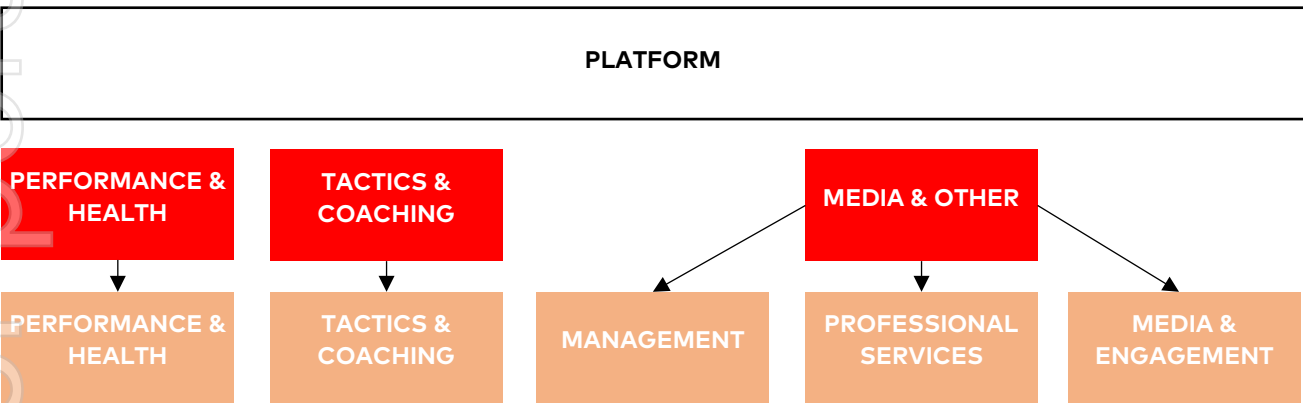 PLATFORM
PERFORMANCE &
HEALTH
TACTICS &
COACHING
MEDIA & OTHER
PERFORMANCE &
HEALTH
TACTICS &
COACHING
MANAGEMENT
PROFESSIONAL
SERVICES
MEDIA &
ENGAGEMENT